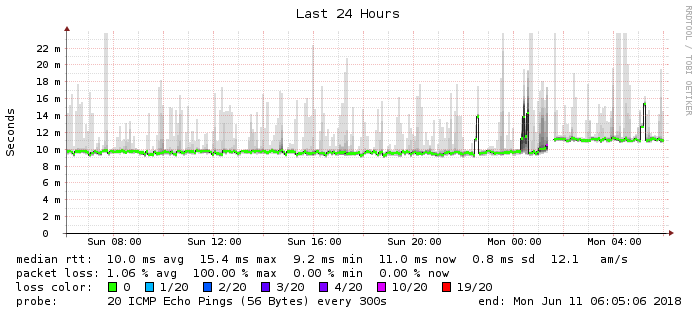 Last 24 Hours
RRDTOOL / TOBI OETIKER
Seconds
22 m
20 m
18 m
16 m
14 m
12 m
10 m
8 m
6 m
4 m
2 m
0
Sun 08:00 Sun 12:00 Sun 16:00 Sun 20:00 Mon 00:00 Mon 04:00
median rtt: 10.0 ms avg 15.4 ms max 9.2 ms min 11.0 ms now 0.8 ms sd 12.1 am/s
packet loss: 1.06 % avg 100.00 % max 0.00 % min 0.00 % now
loss color: 0 1/20 2/20 3/20 4/20 10/20 19/20
probe: 20 ICMP Echo Pings (56 Bytes) every 300s end: Mon Jun 11 06:05:06 2018